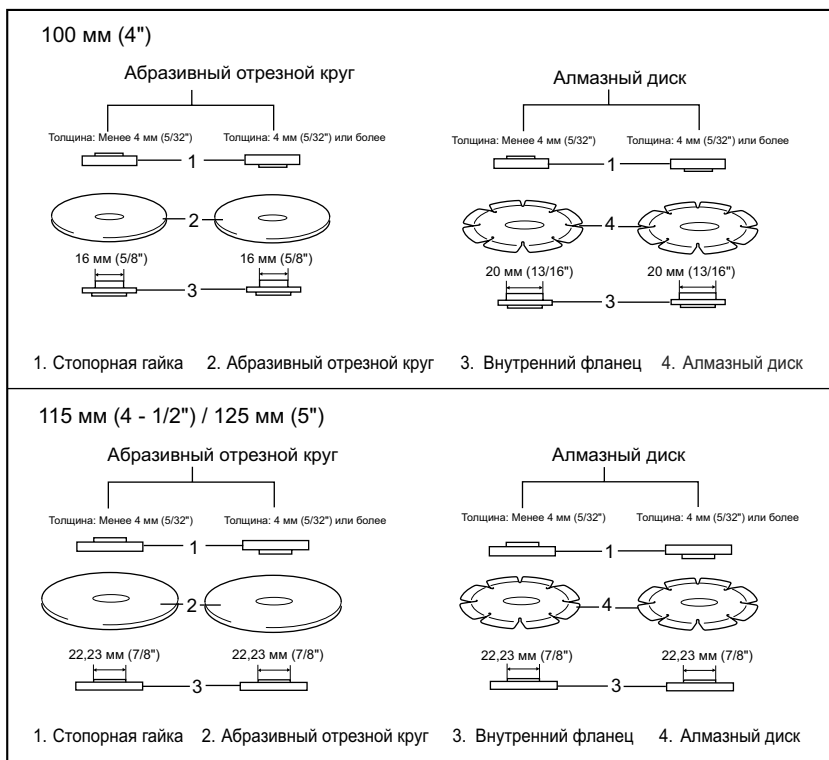 100 мм (4")
Абразивный отрезной круг
Алмазный диск
Толщина: Менее 4 мм (5/32")
Толщина: 4 мм (5/32") или более
Толщина: Менее 4 мм (5/32")
Толщина: 4 мм (5/32") или более
1
1
2
4
16 мм (5/8")
16 мм (5/8")
20 мм (13/16")
20 мм (13/16")
3
3
1. Стопорная гайка 2. Абразивный отрезной круг 3. Внутренний фланец 4. Алмазный диск
115 мм (4 - 1/2") / 125 мм (5")
Абразивный отрезной круг
Алмазный диск
Толщина: Менее 4 мм (5/32")
Толщина: 4 мм (5/32") или более
Толщина: Менее 4 мм (5/32")
Толщина: 4 мм (5/32") или более
1
1
2
4
22,23 мм (7/8")
22,23 мм (7/8")
22,23 мм (7/8")
22,23 мм (7/8")
3
3
1. Стопорная гайка 2. Абразивный отрезной круг 3. Внутренний фланец 4. Алмазный диск